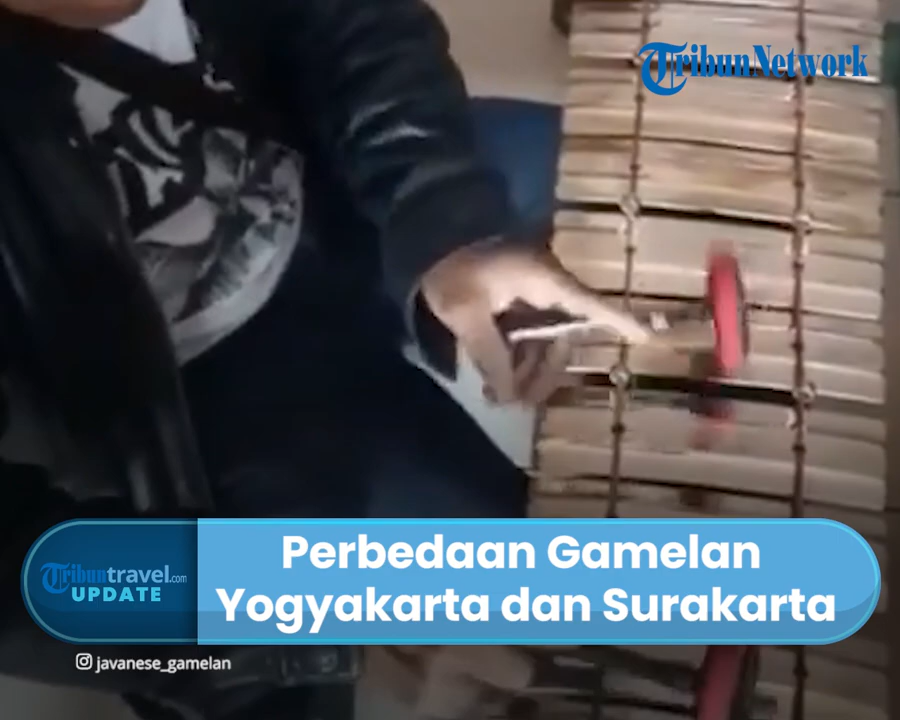 TribunNetwork
Perbedaan Gamelan
Yogyakarta dan Surakarta
Tribuntravel.com
UPDATE
javanese_gamelan